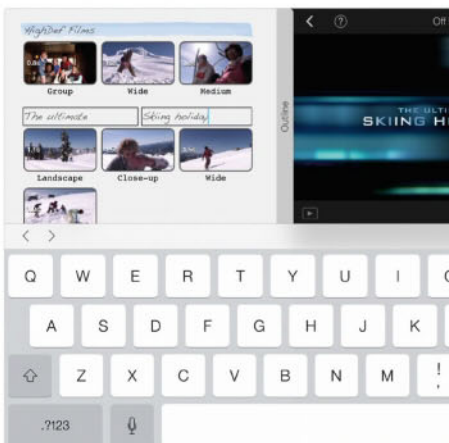 HighDef Films
Group Wide Medium
The ultimate Skiing holiday
Landscape Close-up Wide
Outline
Off
THE ULTI
SKIING H
Q W E R T Y U I
A S D F G H J K
Z X C V B N M ! ,
.?123